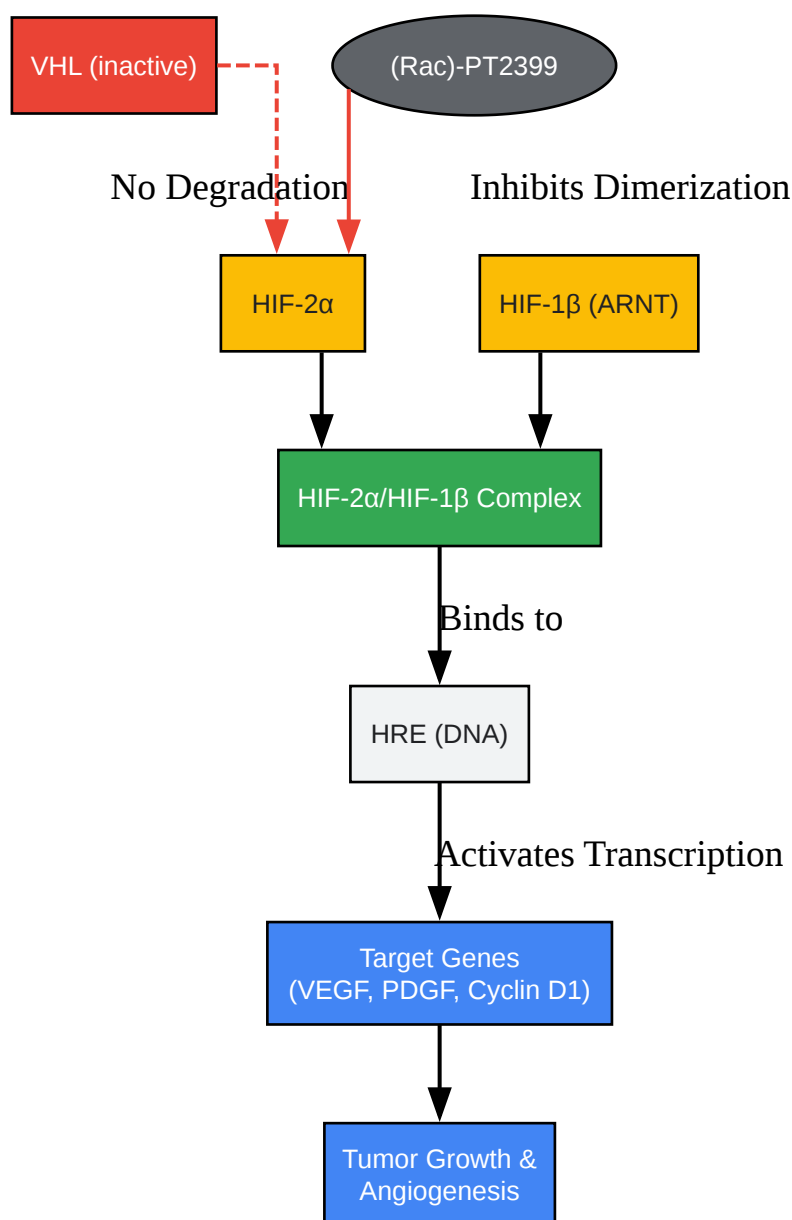 VHL (inactive)
(Rac)-PT2399
No Degradation
Inhibits Dimerization
HIF-2α
HIF-1β (ARNT)
HIF-2α/HIF-1β Complex
Binds to
HRE (DNA)
Activates Transcription
Target Genes
(VEGF, PDGF, Cyclin D1)
Tumor Growth &
Angiogenesis